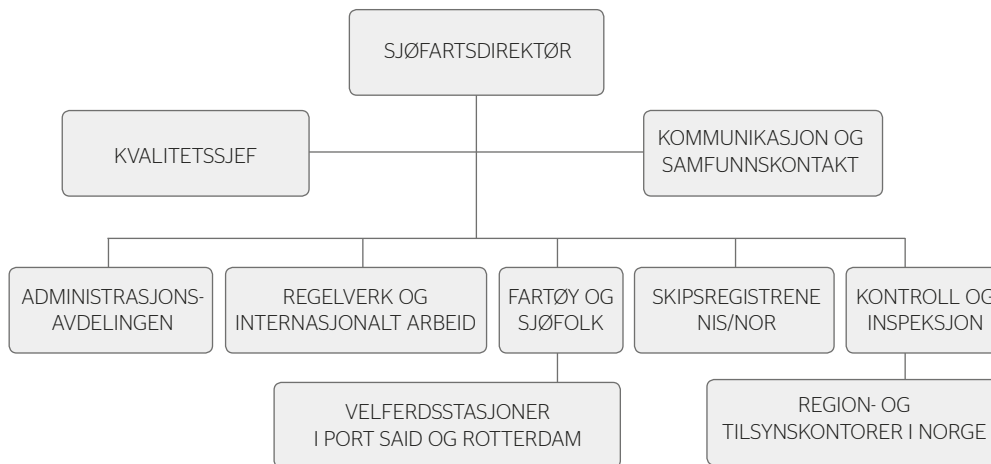 SJØFARTSDIREKTØR
KVALITETSSJEF
KOMMUNIKASJON OG
SAMFUNNSKONTAKT
ADMINISTRASJONS-
AVDELINGEN
REGELVERK OG
INTERNASJONALT ARBEID
FARTØY OG
SJØFOLK
SKIPSREGISTRENE
NIS/NOR
KONTROLL OG
INSPEKSJON
VELFERDSSTASJONER
I PORT SAID OG ROTTERDAM
REGION- OG
TILSYNSKONTORER I NORGE